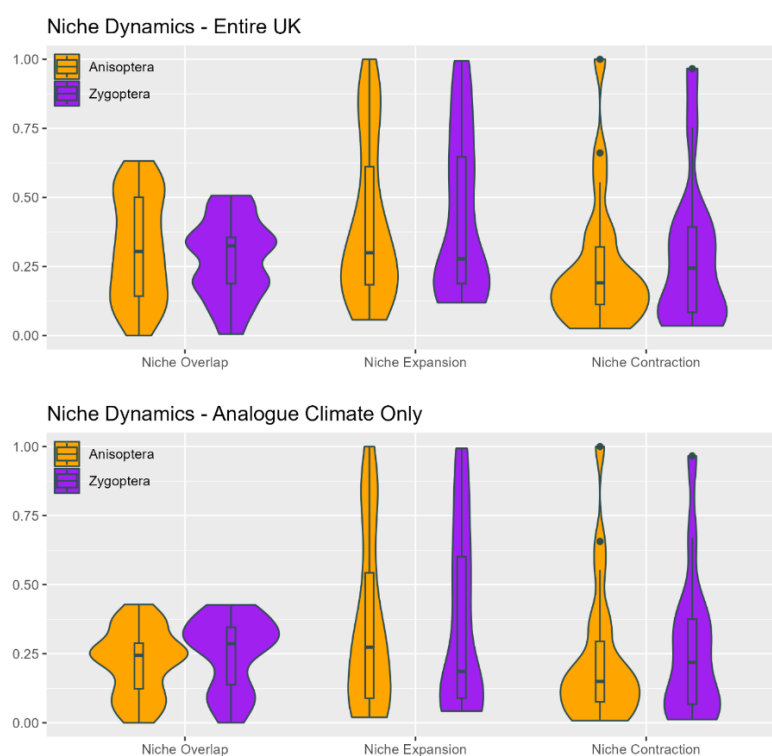 Niche Dynamics - Entire UK
1.00
Anisoptera
Zygoptera
0.75
0.50
0.25
0.00
Niche Overlap Niche Expansion Niche Contraction
Niche Dynamics - Analogue Climate Only
1.00
Anisoptera
Zygoptera
0.75
0.50
0.25
0.00
Niche Overlap Niche Expansion Niche Contraction